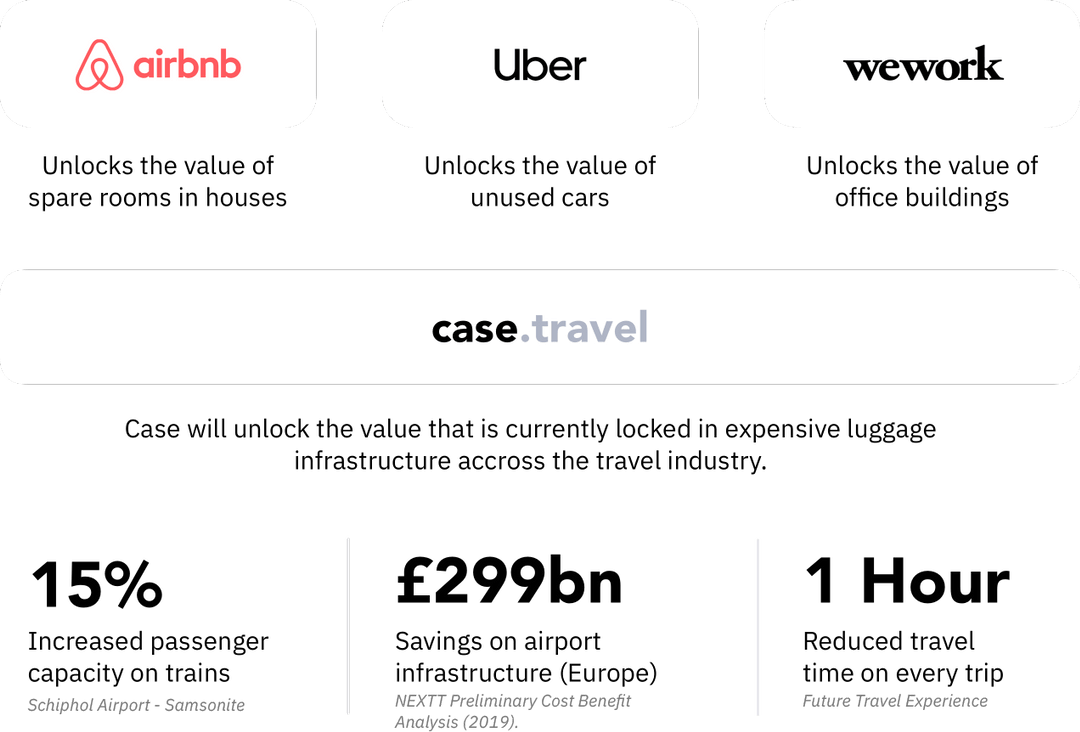 airbnb
Uber
wework
Unlocks the value of
spare rooms in houses
Unlocks the value of
unused cars
Unlocks the value of
office buildings
case.travel
Case will unlock the value that is currently locked in expensive luggage
infrastructure accross the travel industry.
15%
Increased passenger
capacity on trains
Schiphol Airport - Samsonite
£299bn
Savings on airport
infrastructure (Europe)
NEXTT Preliminary Cost Benefit
Analysis (2019).
1 Hour
Reduced travel
time on every trip
Future Travel Experience